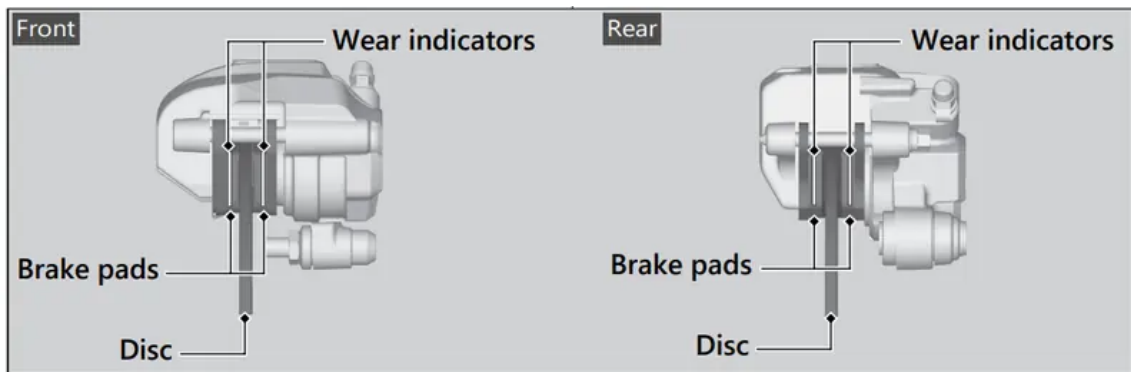 Front
Wear indicators
Brake pads
Disc
Rear
Wear indicators
Brake pads
Disc